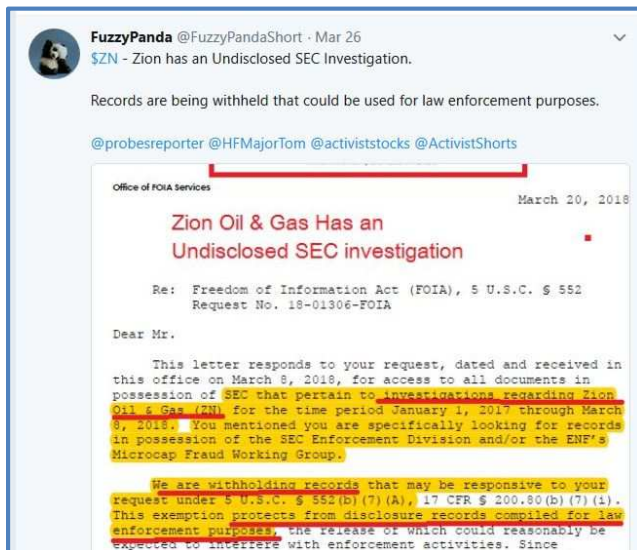 FuzzyPanda @FuzzyPandaShort · Mar 26
$ZN - Zion has an Undisclosed SEC Investigation.
Records are being withheld that could be used for law enforcement purposes.
@probesreporter @HFMajorTom @activiststocks @ActivistShorts
Office of FOIA Services
March 20, 2018
Zion Oil & Gas Has an
Undisclosed SEC investigation
Re: Freedom of Information Act (FOIA), 5 U.S.C. § 552
Request No. 18-01306-FOIA
Dear Mr.
This letter responds to your request, dated and received in
this office on March 8, 2018, for access to all documents in
possession of SEC that pertain to investigations regarding Zion
Oil & Gas (ZN) for the time period January 1, 2017 through March
8, 2018. You mentioned you are specifically looking for records
in possession of the SEC Enforcement Division and/or the ENF's
Microcap Fraud Working Group.
We are withholding records that may be responsive to your
request under 5 U.S.C. § 552(b)(7)(A), 17 CFR § 200.80(b)(7)(i).
This exemption protects from disclosure records compiled for law
enforcement purposes, the release of which could reasonably be
expected to interfere with enforcement activities. Since